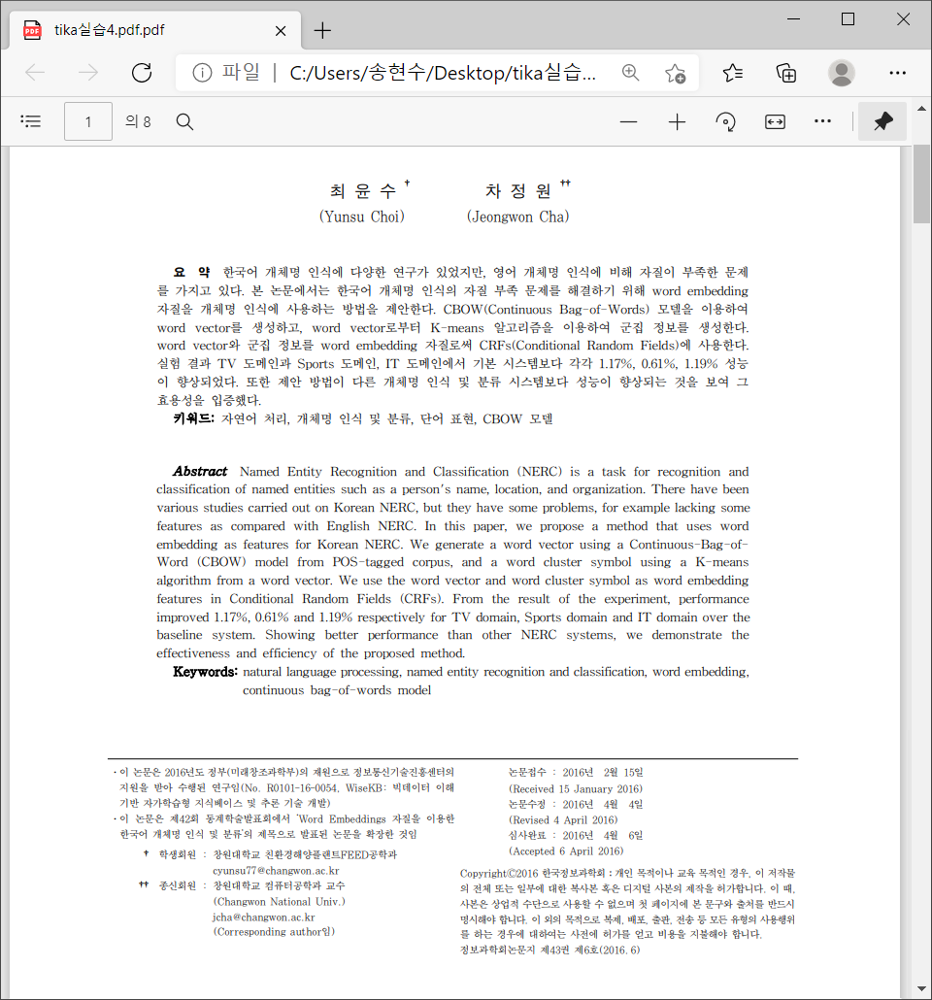 tika실습4.pdf.pdf
파일 | C:/Users/송현수/Desktop/tika실습...
1 의 8
최 윤 수 † 차 정 원 ††
(Yunsu Choi) (Jeongwon Cha)
요 약 한국어 개체명 인식에 다양한 연구가 있었지만, 영어 개체명 인식에 비해 자질이 부족한 문제
를 가지고 있다. 본 논문에서는 한국어 개체명 인식의 자질 부족 문제를 해결하기 위해 word embedding
자질을 개체명 인식에 사용하는 방법을 제안한다. CBOW(Continuous Bag-of-Words) 모델을 이용하여
word vector를 생성하고, word vector로부터 K-means 알고리즘을 이용하여 군집 정보를 생성한다.
word vector와 군집 정보를 word embedding 자질로써 CRFs(Conditional Random Fields)에 사용한다.
실험 결과 TV 도메인과 Sports 도메인, IT 도메인에서 기본 시스템보다 각각 1.17%, 0.61%, 1.19% 성능
이 향상되었다. 또한 제안 방법이 다른 개체명 인식 및 분류 시스템보다 성능이 향상되는 것을 보여 그
효용성을 입증했다.
키워드: 자연어 처리, 개체명 인식 및 분류, 단어 표현, CBOW 모델
Abstract Named Entity Recognition and Classification (NERC) is a task for recognition and
classification of named entities such as a person's name, location, and organization. There have been
various studies carried out on Korean NERC, but they have some problems, for example lacking some
features as compared with English NERC. In this paper, we propose a method that uses word
embedding as features for Korean NERC. We generate a word vector using a Continuous-Bag-of-
Word (CBOW) model from POS-tagged corpus, and a word cluster symbol using a K-means
algorithm from a word vector. We use the word vector and word cluster symbol as word embedding
features in Conditional Random Fields (CRFs). From the result of the experiment, performance
improved 1.17%, 0.61% and 1.19% respectively for TV domain, Sports domain and IT domain over the
baseline system. Showing better performance than other NERC systems, we demonstrate the
effectiveness and efficiency of the proposed method.
Keywords: natural language processing, named entity recognition and classification, word embedding,
continuous bag-of-words model
· 이 논문은 2016년도 정부(미래창조과학부)의 재원으로 정보통신기술진흥센터의
지원을 받아 수행된 연구임(No. R0101-16-0054, WiseKB: 빅데이터 이해
기반 자가학습형 지식베이스 및 추론 기술 개발)
· 이 논문은 제42회 동계학술발표회에서 'Word Embeddings 자질을 이용한
한국어 개체명 인식 및 분류'의 제목으로 발표된 논문을 확장한 것임
† 학생회원 : 창원대학교 친환경해양플랜트FEED공학과
cyunsu77@changwon.ac.kr
†† 종신회원 : 창원대학교 컴퓨터공학과 교수
(Changwon National Univ.)
jcha@changwon.ac.kr
(Corresponding author임)
논문접수 : 2016년 2월 15일
(Received 15 January 2016)
논문수정 : 2016년 4월 4일
(Revised 4 April 2016)
심사완료 : 2016년 4월 6일
(Accepted 6 April 2016)
CopyrightⒸ2016 한국정보과학회 : 개인 목적이나 교육 목적인 경우, 이 저작물
의 전체 또는 일부에 대한 복사본 혹은 디지털 사본의 제작을 허가합니다. 이 때,
사본은 상업적 수단으로 사용할 수 없으며 첫 페이지에 본 문구와 출처를 반드시
명시해야 합니다. 이 외의 목적으로 복제, 배포, 출판, 전송 등 모든 유형의 사용행위
를 하는 경우에 대하여는 사전에 허가를 얻고 비용을 지불해야 합니다.
정보과학회논문지 제43권 제6호(2016. 6)